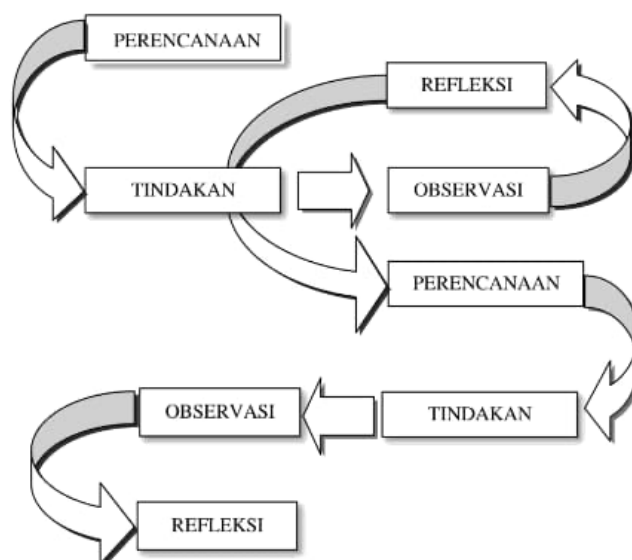 PERENCANAAN
REFLEKSI
TINDAKAN
OBSERVASI
PERENCANAAN
OBSERVASI
TINDAKAN
REFLEKSI